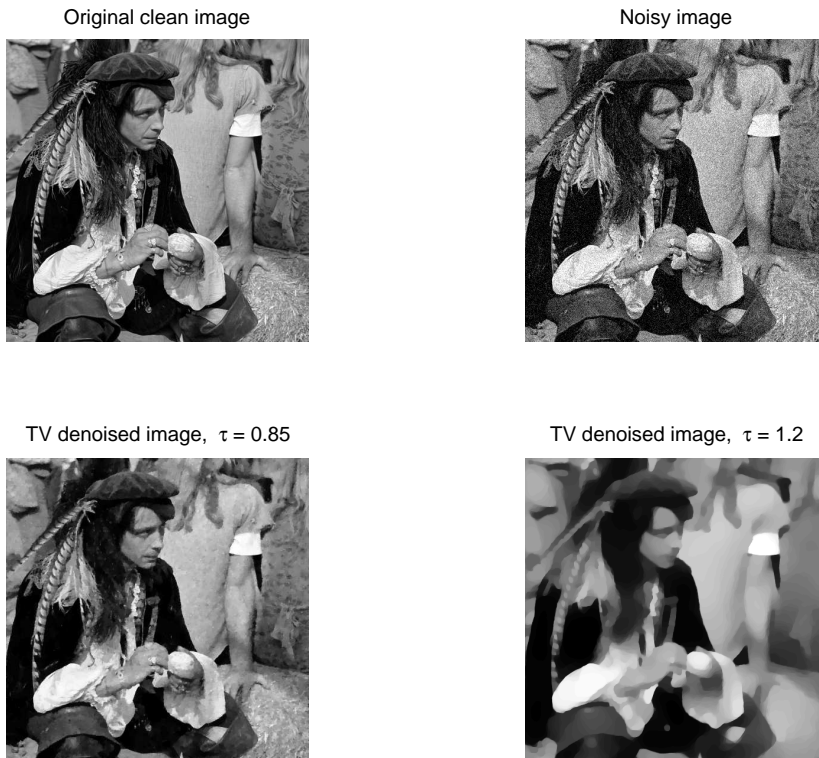 Original clean image
Noisy image
TV denoised image, τ = 0.85
TV denoised image, τ = 1.2